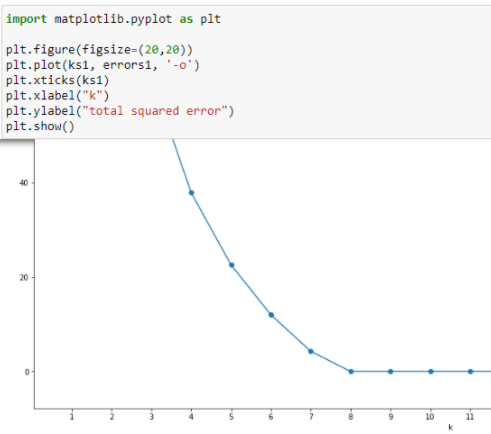 import matplotlib.pyplot as plt
plt.figure(figsize=(20,20))
plt.plot(ks1, errors1, '-o')
plt.xticks(ks1)
plt.xlabel("k")
plt.ylabel("total squared error")
plt.show()
40
20
0
1 2 3 4 5 6 7 8 9 10 11
k